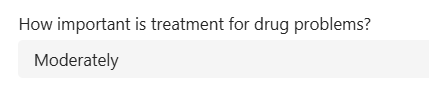 How important is treatment for drug problems?
Moderately